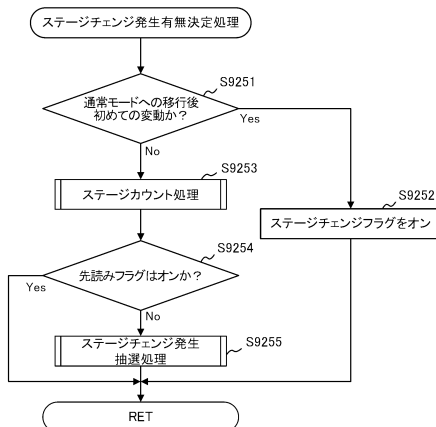 ステージチェンジ発生有無決定処理
S9251
通常モードへの移行後
初めての変動か？
Yes
No
S9253
ステージカウント処理
S9252
ステージチェンジフラグをオン
S9254
先読みフラグはオンか？
Yes
No
ステージチェンジ発生
抽選処理
S9255
RET